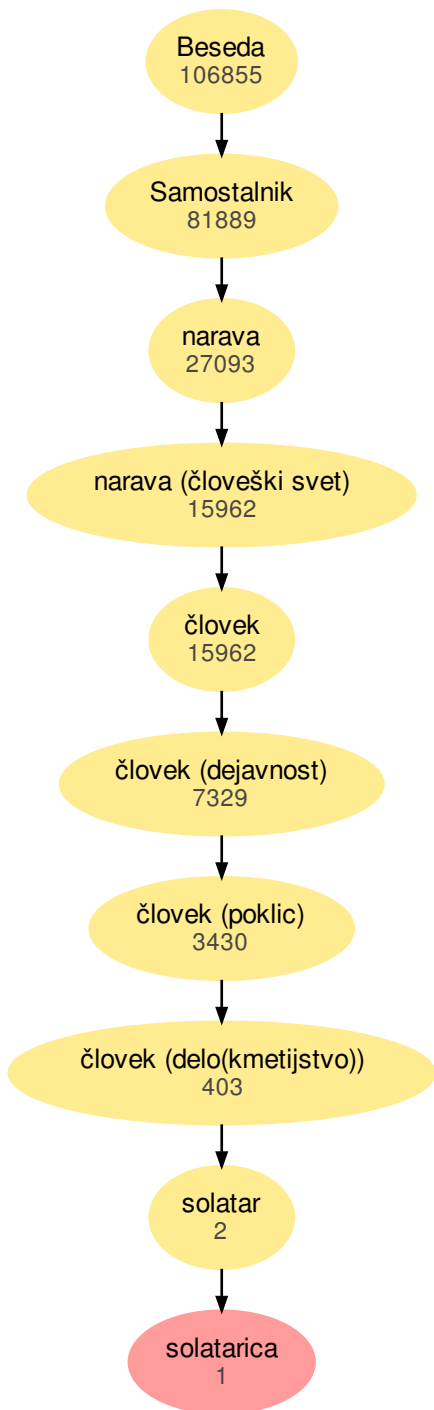 Beseda
106855
Samostalnik
81889
narava
27093
narava (človeški svet)
15962
človek
15962
človek (dejavnost)
7329
človek (poklic)
3430
človek (delo(kmetijstvo))
403
solatar
2
solatarica
1